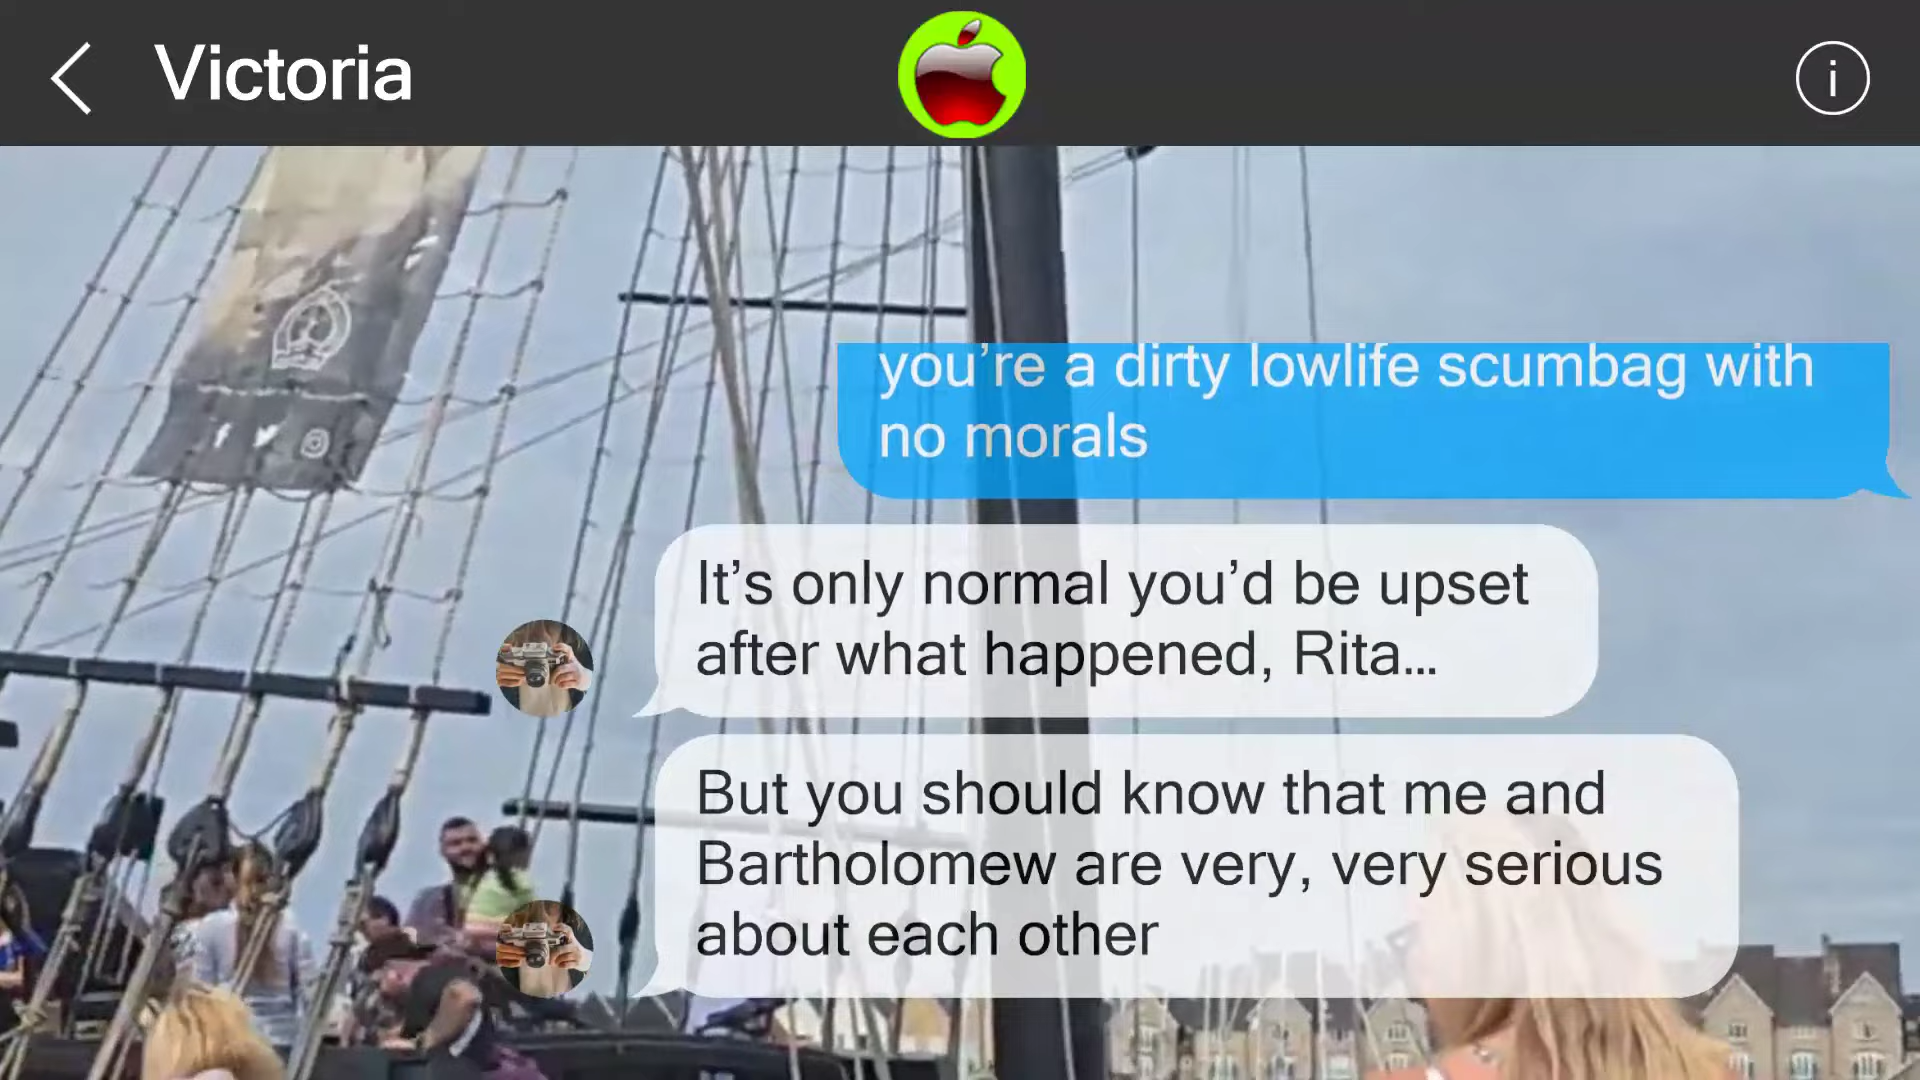 Victoria
i
you're a dirty lowlife scumbag with
no morals
It's only normal you'd be upset
after what happened, Rita...
But you should know that me and
Bartholomew are very, very serious
about each other